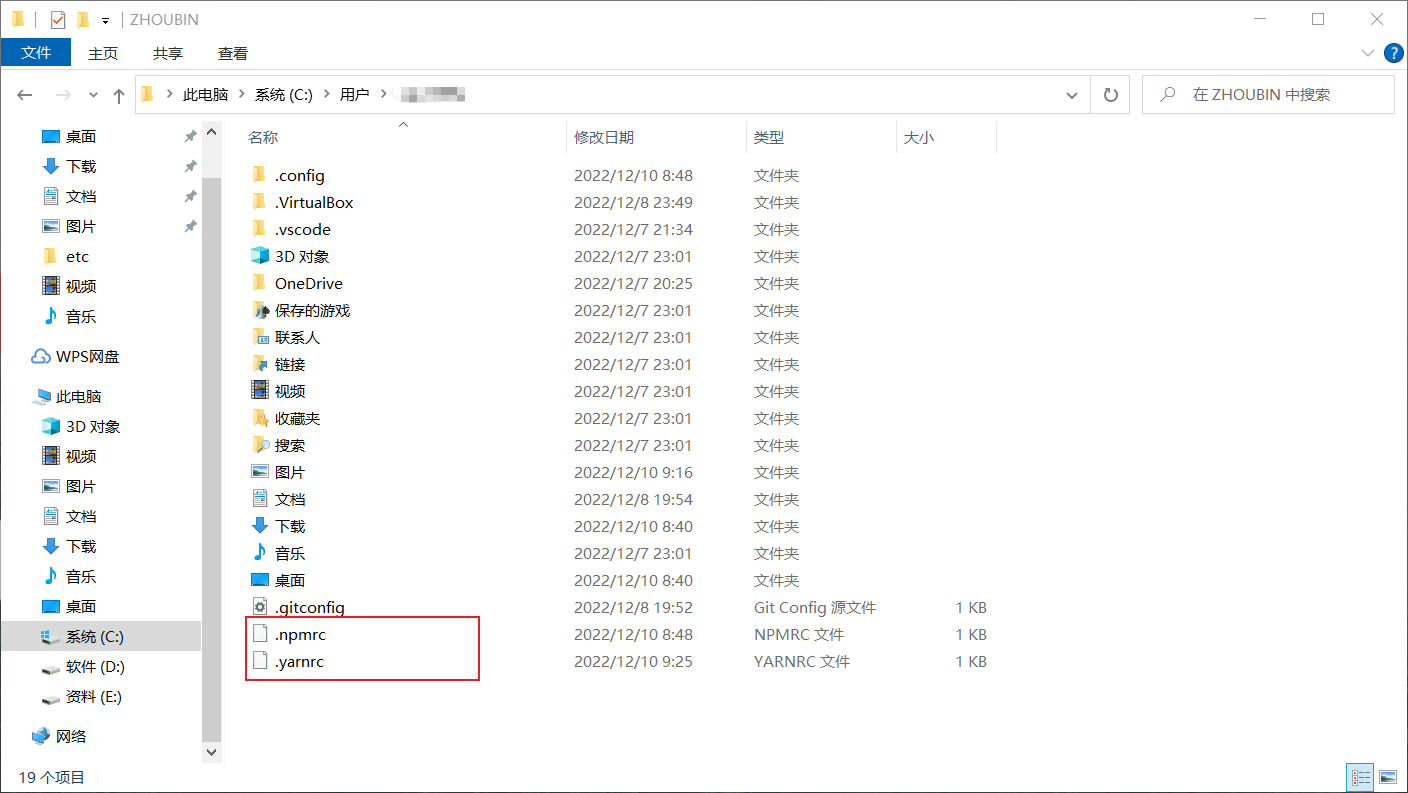 ZHOUBIN
文件 主页 共享 查看
此电脑 系统 (C:) 用户
在 ZHOUBIN 中搜索
桌面
下载
文档
图片
etc
视频
音乐
WPS网盘
此电脑
3D 对象
视频
图片
文档
下载
音乐
桌面
系统 (C:)
软件 (D:)
资料 (E:)
网络
名称 修改日期 类型 大小
.config 2022/12/10 8:48 文件夹
.VirtualBox 2022/12/8 23:49 文件夹
.vscode 2022/12/7 21:34 文件夹
3D 对象 2022/12/7 23:01 文件夹
OneDrive 2022/12/7 20:25 文件夹
保存的游戏 2022/12/7 23:01 文件夹
联系人 2022/12/7 23:01 文件夹
链接 2022/12/7 23:01 文件夹
视频 2022/12/7 23:01 文件夹
收藏夹 2022/12/7 23:01 文件夹
搜索 2022/12/7 23:01 文件夹
图片 2022/12/10 9:16 文件夹
文档 2022/12/8 19:54 文件夹
下载 2022/12/10 8:40 文件夹
音乐 2022/12/7 23:01 文件夹
桌面 2022/12/10 8:40 文件夹
.gitconfig 2022/12/8 19:52 Git Config 源文件 1 KB
.npmrc 2022/12/10 8:48 NPMRC 文件 1 KB
.yarnrc 2022/12/10 9:25 YARNRC 文件 1 KB
19 个项目